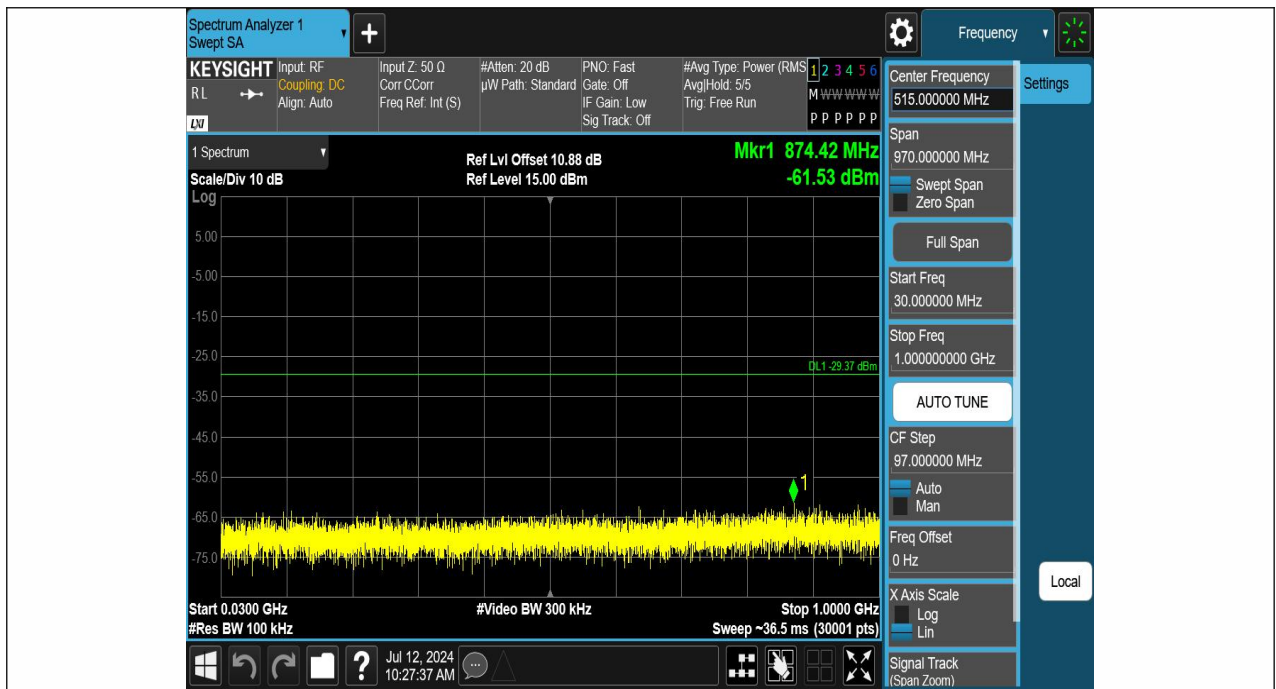 Spectrum Analyzer 1
Swept SA
+
Frequency
KEYSIGHT
RL
LXI
Input: RF
Coupling: DC
Align: Auto
Input Z: 50 Ω
Corr CCorr
Freq Ref: Int (S)
#Atten: 20 dB
µW Path: Standard
PNO: Fast
Gate: Off
IF Gain: Low
Sig Track: Off
#Avg Type: Power (RMS
Avg|Hold: 5/5
Trig: Free Run
1 2 3 4 5 6
M W W W W W
P P P P P P
1 Spectrum
Scale/Div 10 dB
Log
Ref Lvl Offset 10.88 dB
Ref Level 15.00 dBm
Mkr1 874.42 MHz
-61.53 dBm
5.00
-5.00
-15.0
-25.0
DL1 -29.37 dBm
-35.0
-45.0
-55.0
1
-65.0
-75.0
Start 0.0300 GHz
#Res BW 100 kHz
#Video BW 300 kHz
Stop 1.0000 GHz
Sweep ~36.5 ms (30001 pts)
Center Frequency
515.000000 MHz
Settings
Span
970.000000 MHz
Swept Span
Zero Span
Full Span
Start Freq
30.000000 MHz
Stop Freq
1.000000000 GHz
AUTO TUNE
CF Step
97.000000 MHz
Auto
Man
Freq Offset
0 Hz
Local
X Axis Scale
Log
Lin
Signal Track
(Span Zoom)
?
Jul 12, 2024
10:27:37 AM